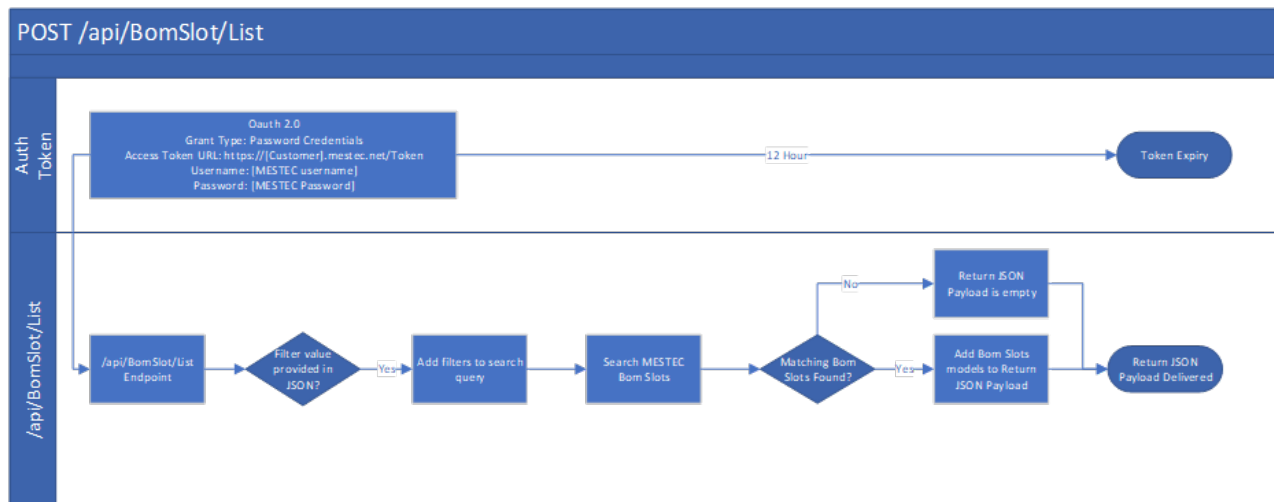 POST /api/BomSlot/List
Auth
Token
Oauth 2.0
Grant Type: Password Credentials
Access Token URL: https://[Customer].mestec.net/Token
Username: [MESTEC username]
Password: [MESTEC Password]
12 Hour
Token Expiry
/api/BomSlot/List
/api/BomSlot/List
Endpoint
Filter value
provided in
JSON?
Yes
Add filters to search
query
Search MESTEC
Bom Slots
Matching Bom
Slots Found?
No
Return JSON
Payload is empty
Yes
Add Bom Slots
models to Return
JSON Payload
Return JSON
Payload Delivered